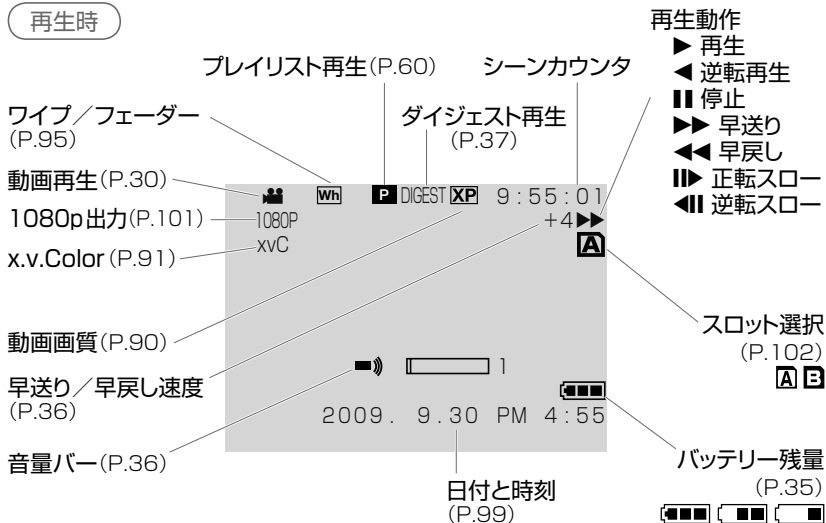 再生時
再生動作
▶ 再生
◀ 逆転再生
▮▮ 停止
▶▶ 早送り
◀◀ 早戻し
▮▮▶ 正転スロー
◀▮▮ 逆転スロー
プレイリスト再生(P.60)
シーンカウンタ
ワイプ／フェーダー
(P.95)
ダイジェスト再生
(P.37)
動画再生(P.30)
1080p出力(P.101)
x.v.Color(P.91)
Wh P DIGEST XP 9:55:01
1080P +4▶▶
xvC A
動画画質(P.90)
スロット選択
(P.102)
A B
早送り／早戻し速度
(P.36)
1
2009. 9.30 PM 4:55
音量バー(P.36)
日付と時刻
(P.99)
バッテリー残量
(P.35)